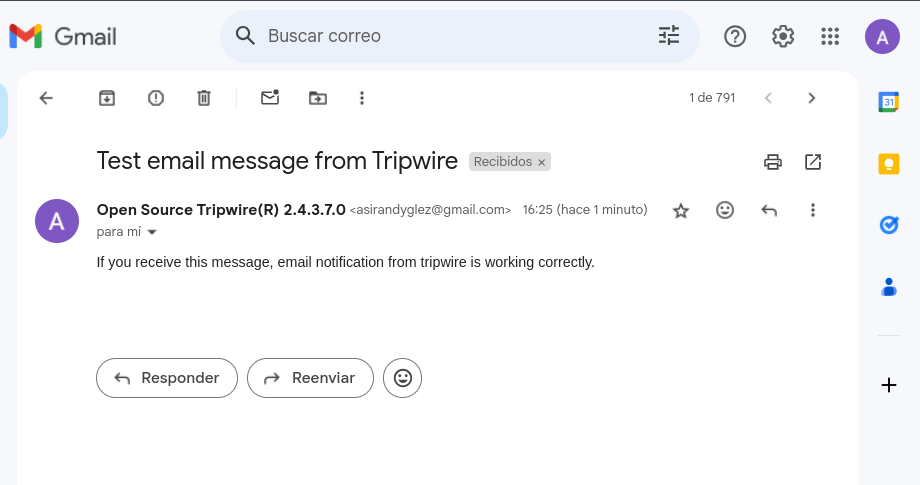 Gmail
Buscar correo
A
1 de 791
31
Test email message from Tripwire Recibidos ×
A
Open Source Tripwire(R) 2.4.3.7.0 <asirandyglez@gmail.com> 16:25 (hace 1 minuto)
para mí
If you receive this message, email notification from tripwire is working correctly.
Responder
Reenviar